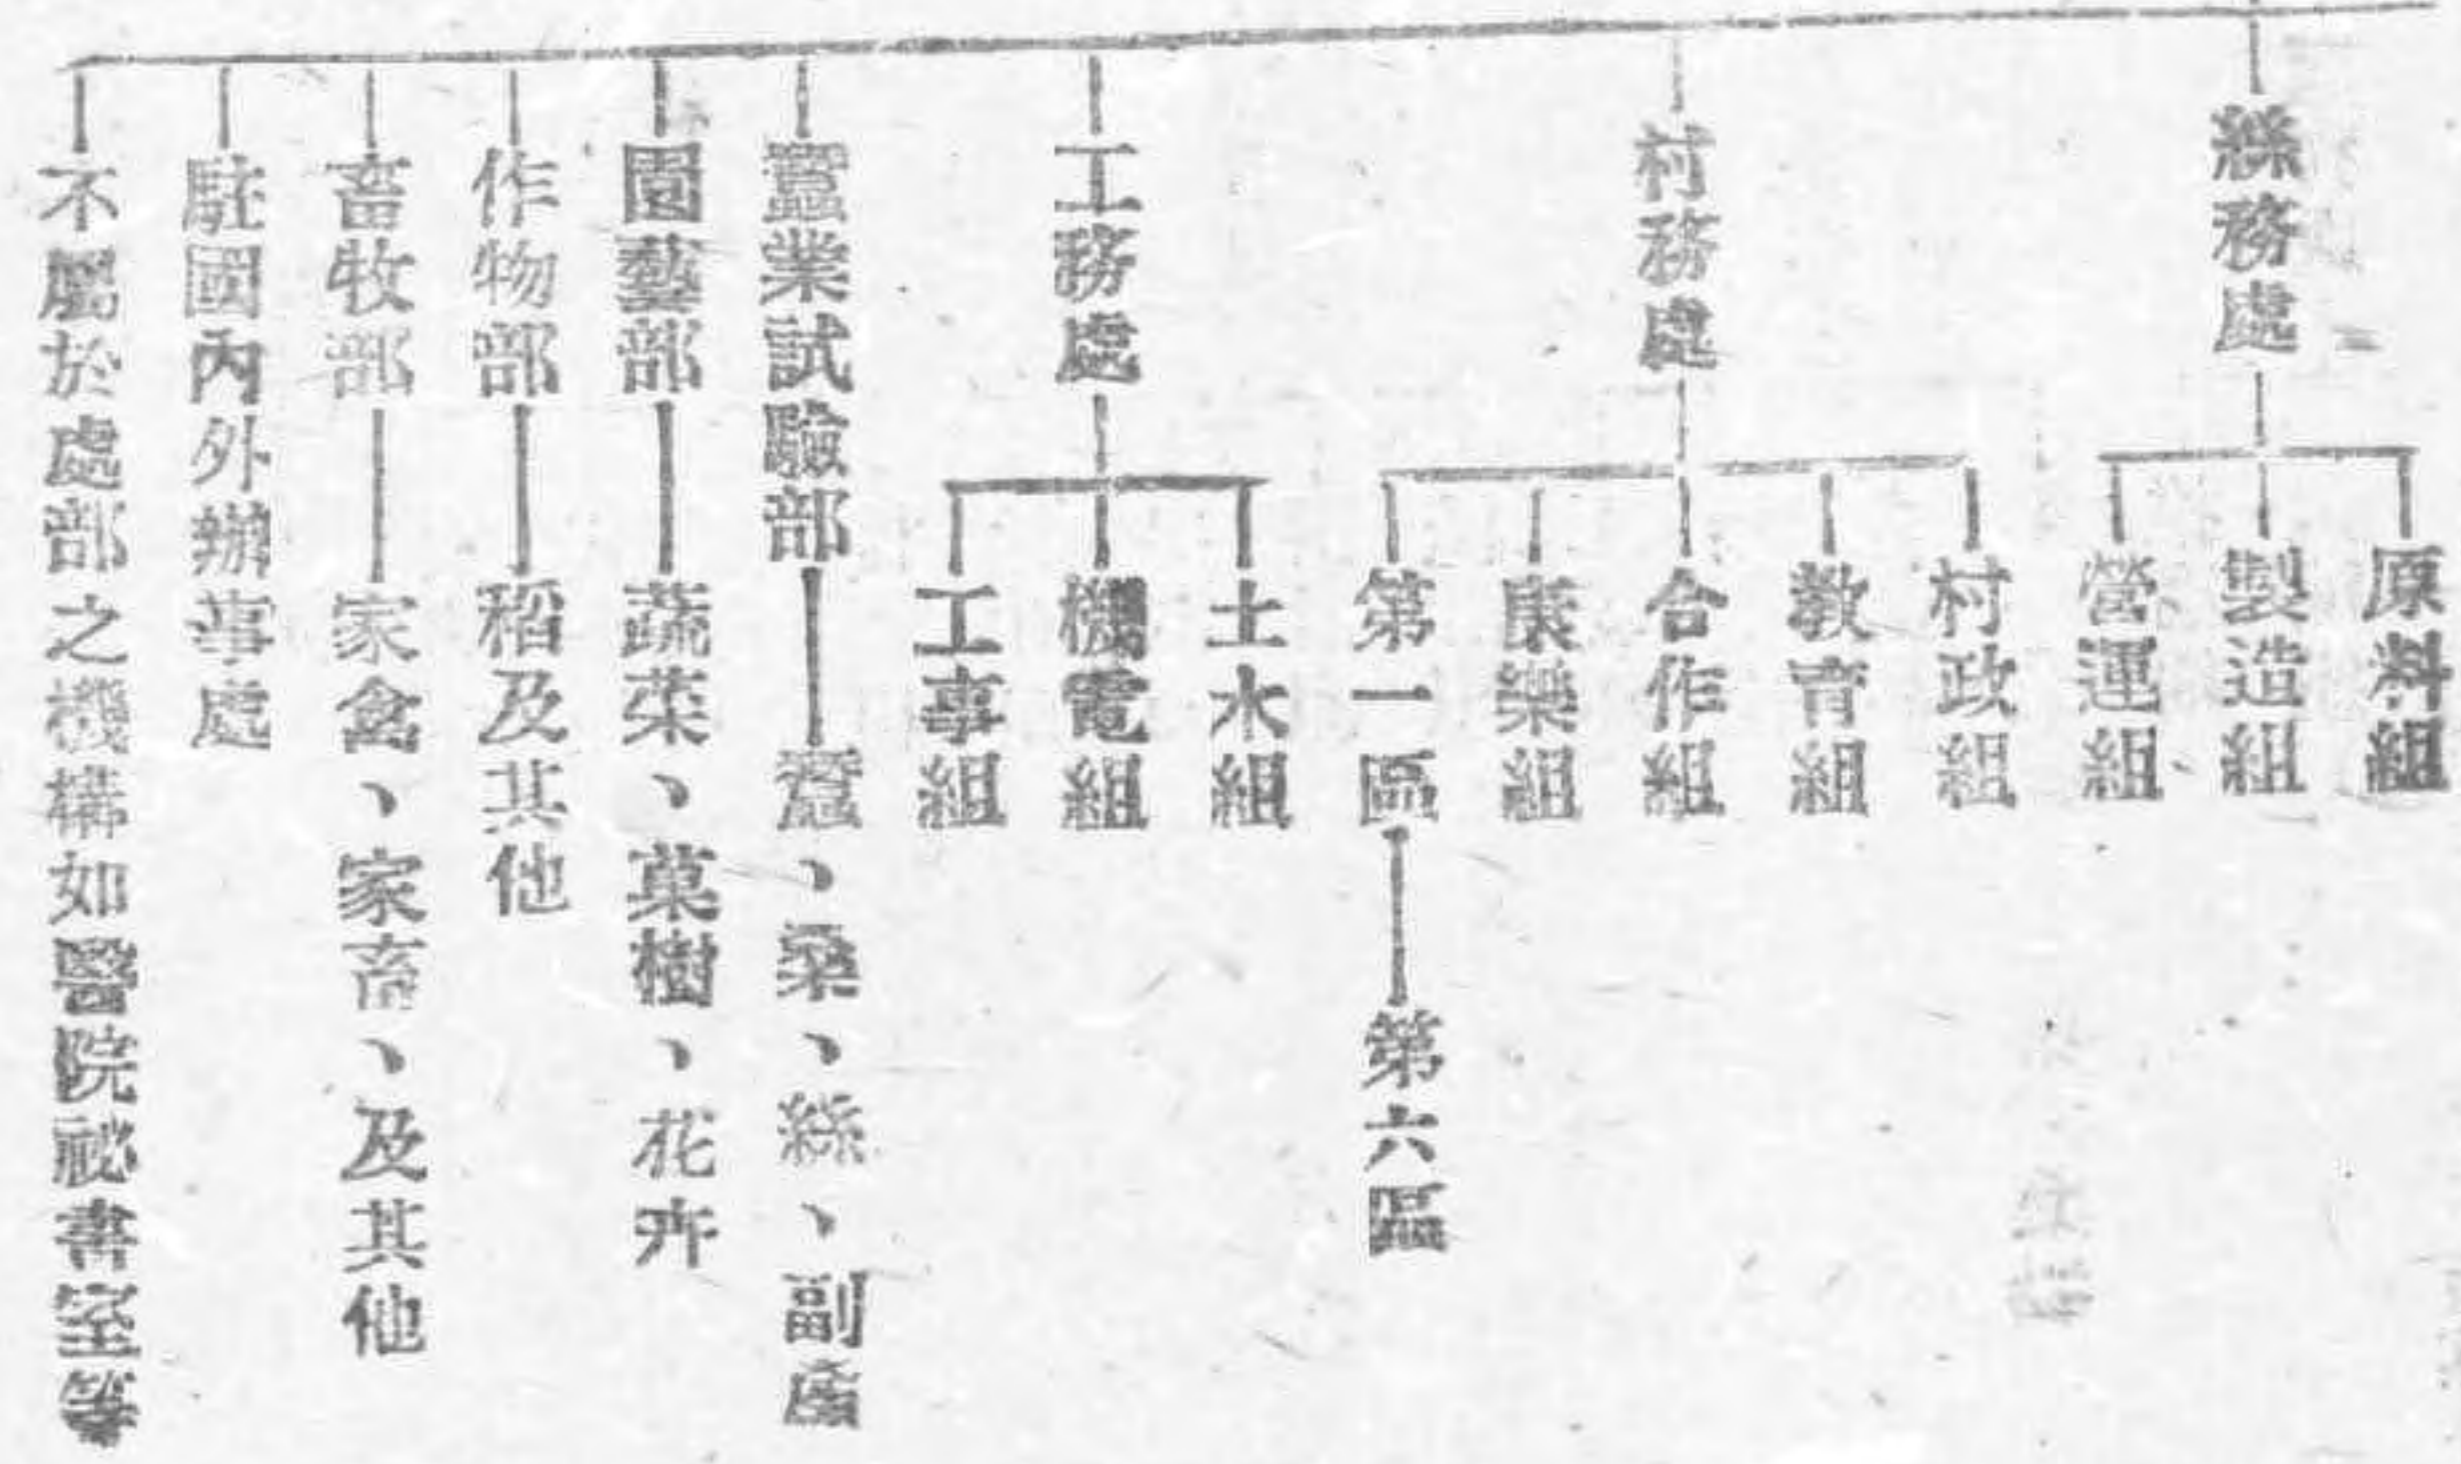 絲務處
原料組
製造組
營運組
村務處
村政組
教育組
合作組
康樂組
第一區
第六區
工務處
土木組
機電組
工事組
蠶業試驗部
蠶、桑、絲、副產
園藝部
蔬菜、菓樹、花卉
作物部
稻及其他
畜牧部
家禽、家畜、及其他
駐國內外辦事處
不屬於處部之機構如醫院祕書室等